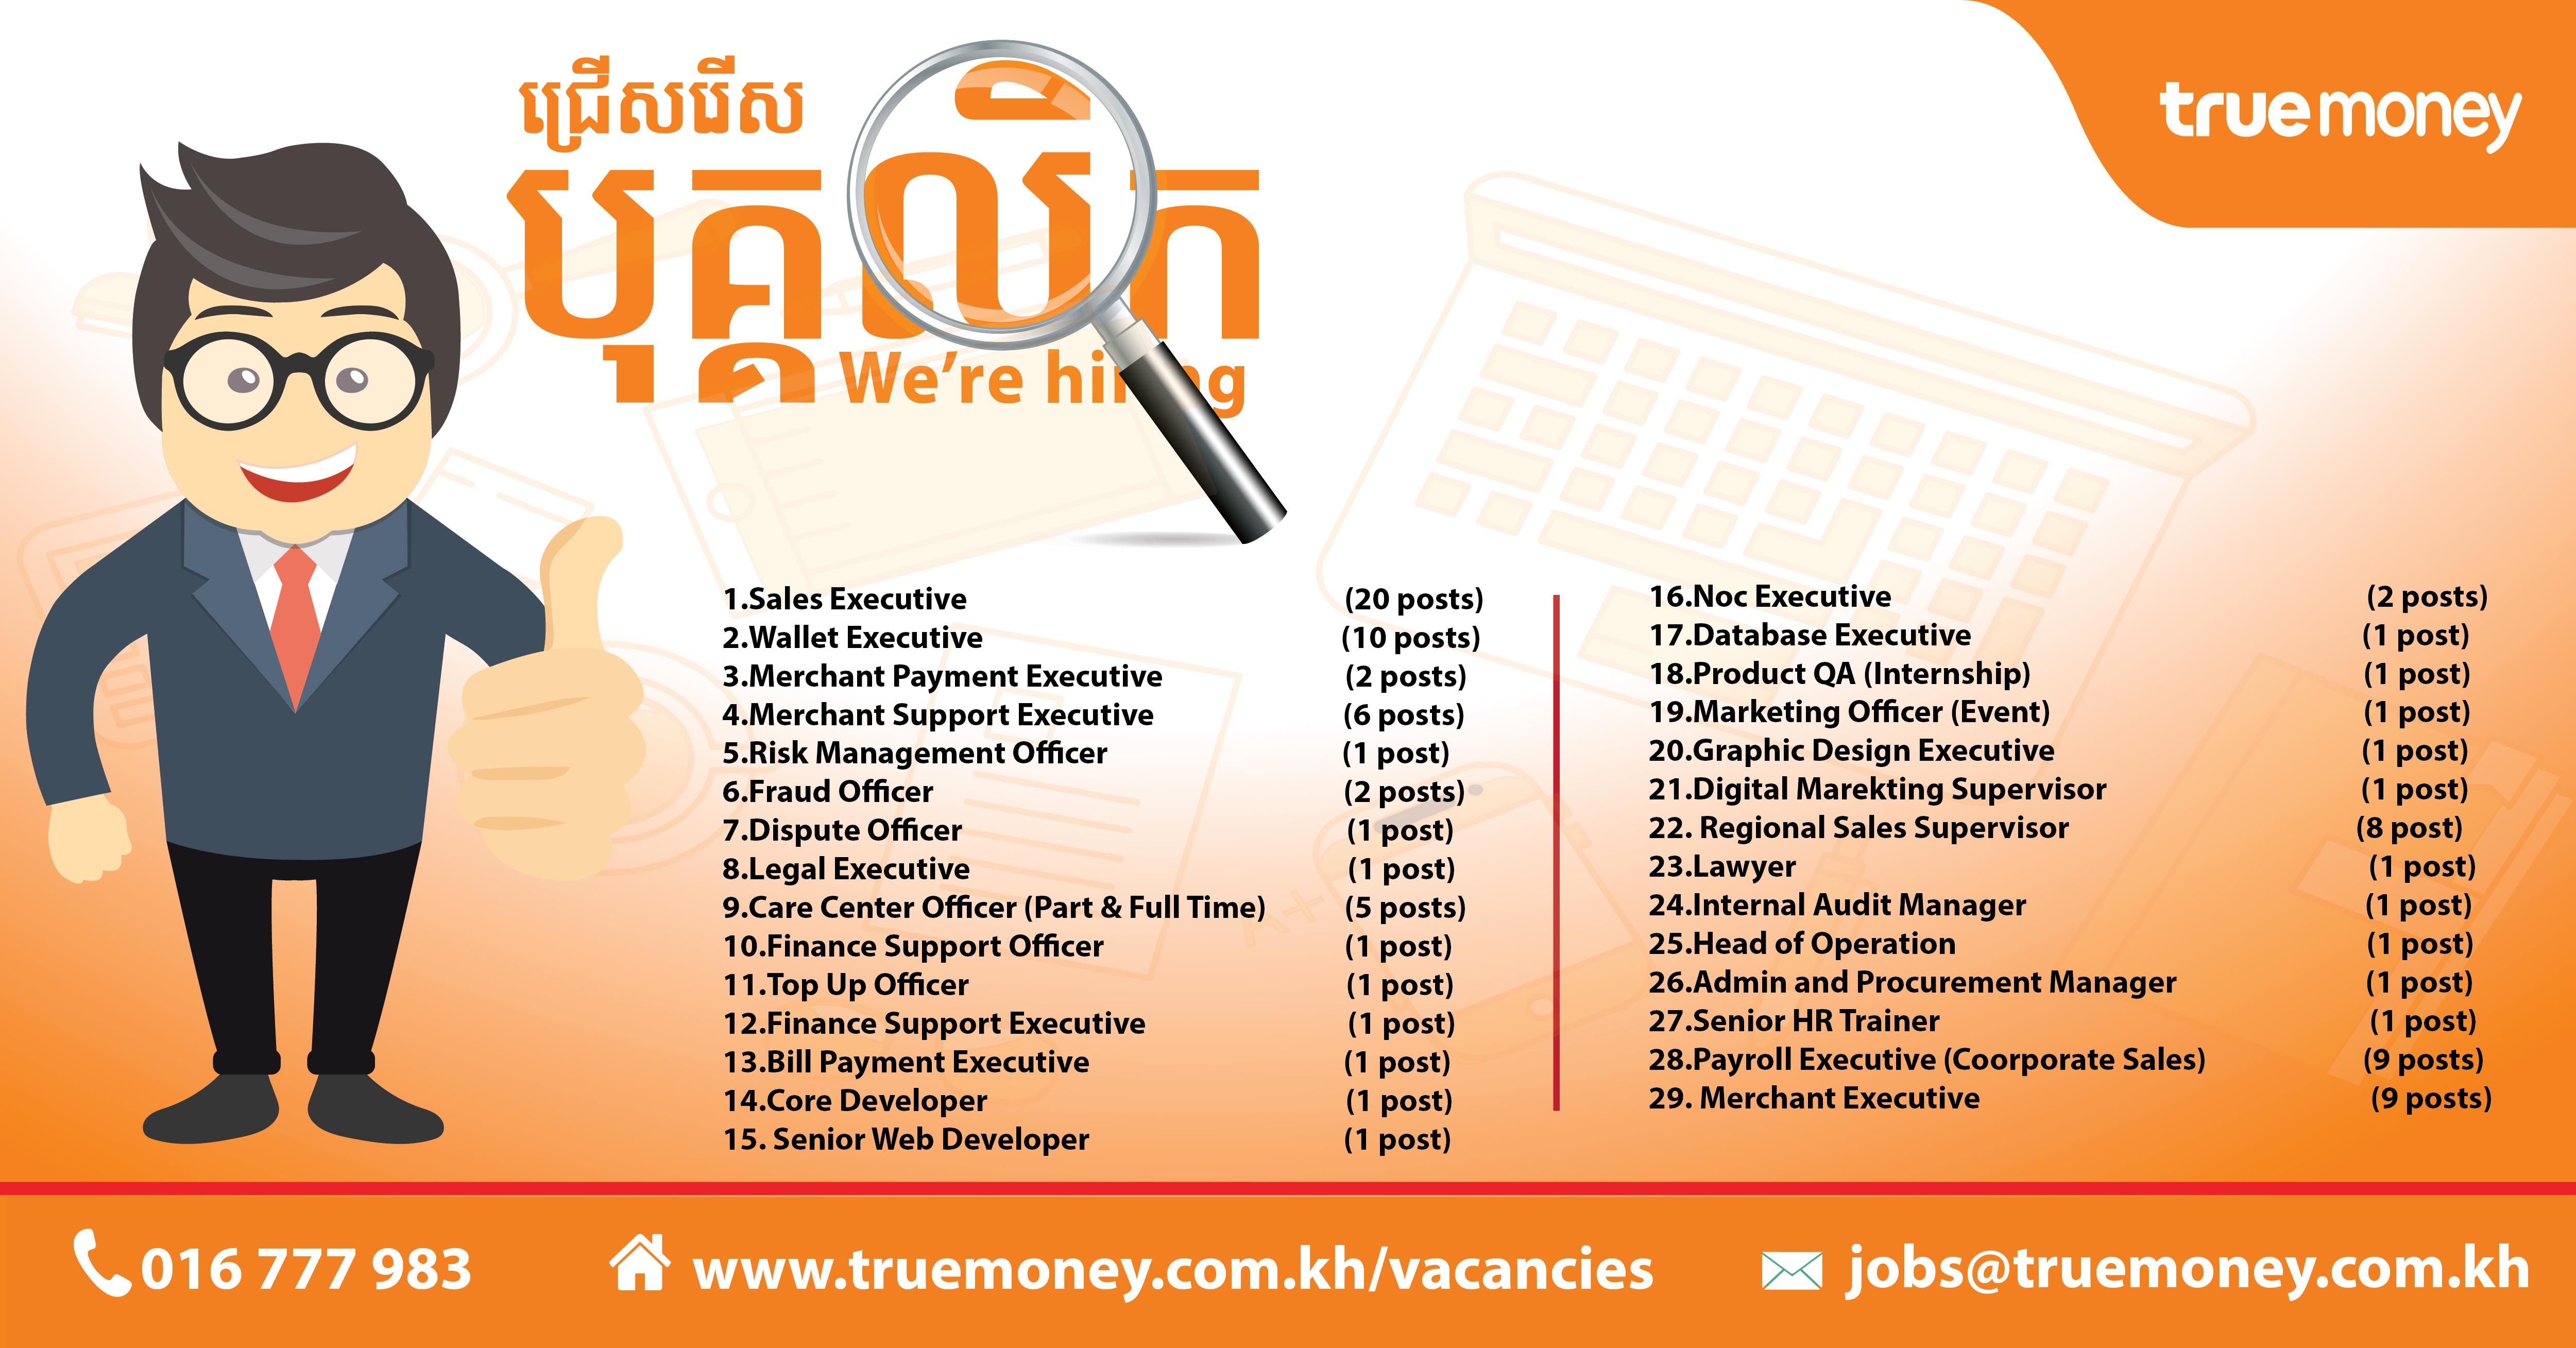 ជ្រើសរើស
បុគ្គលិក
We're hiring
truemoney
1.Sales Executive (20 posts)
2.Wallet Executive (10 posts)
3.Merchant Payment Executive (2 posts)
4.Merchant Support Executive (6 posts)
5.Risk Management Officer (1 post)
6.Fraud Officer (2 posts)
7.Dispute Officer (1 post)
8.Legal Executive (1 post)
9.Care Center Officer (Part & Full Time) (5 posts)
10.Finance Support Officer (1 post)
11.Top Up Officer (1 post)
12.Finance Support Executive (1 post)
13.Bill Payment Executive (1 post)
14.Core Developer (1 post)
15. Senior Web Developer (1 post)
16.Noc Executive (2 posts)
17.Database Executive (1 post)
18.Product QA (Internship) (1 post)
19.Marketing Officer (Event) (1 post)
20.Graphic Design Executive (1 post)
21.Digital Marekting Supervisor (1 post)
22. Regional Sales Supervisor (8 post)
23.Lawyer (1 post)
24.Internal Audit Manager (1 post)
25.Head of Operation (1 post)
26.Admin and Procurement Manager (1 post)
27.Senior HR Trainer (1 post)
28.Payroll Executive (Coorporate Sales) (9 posts)
29. Merchant Executive (9 posts)
A+
016 777 983
www.truemoney.com.kh/vacancies
jobs@truemoney.com.kh